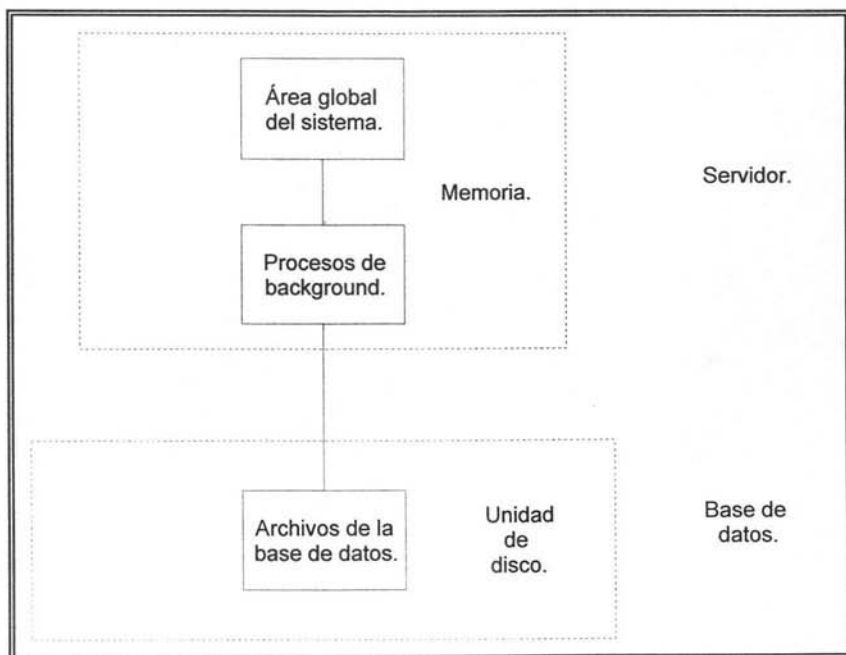 Área global
del sistema.
Memoria.
Servidor.
Procesos de
background.
Archivos de la
base de datos.
Unidad
de
disco.
Base de
datos.